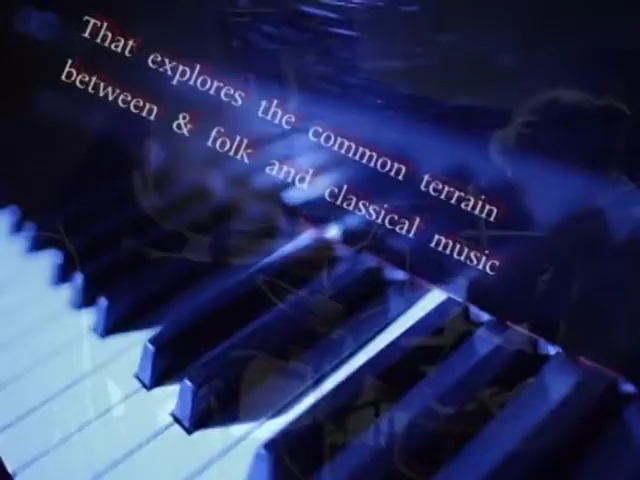 That explores the common terrain
between & folk and classical music